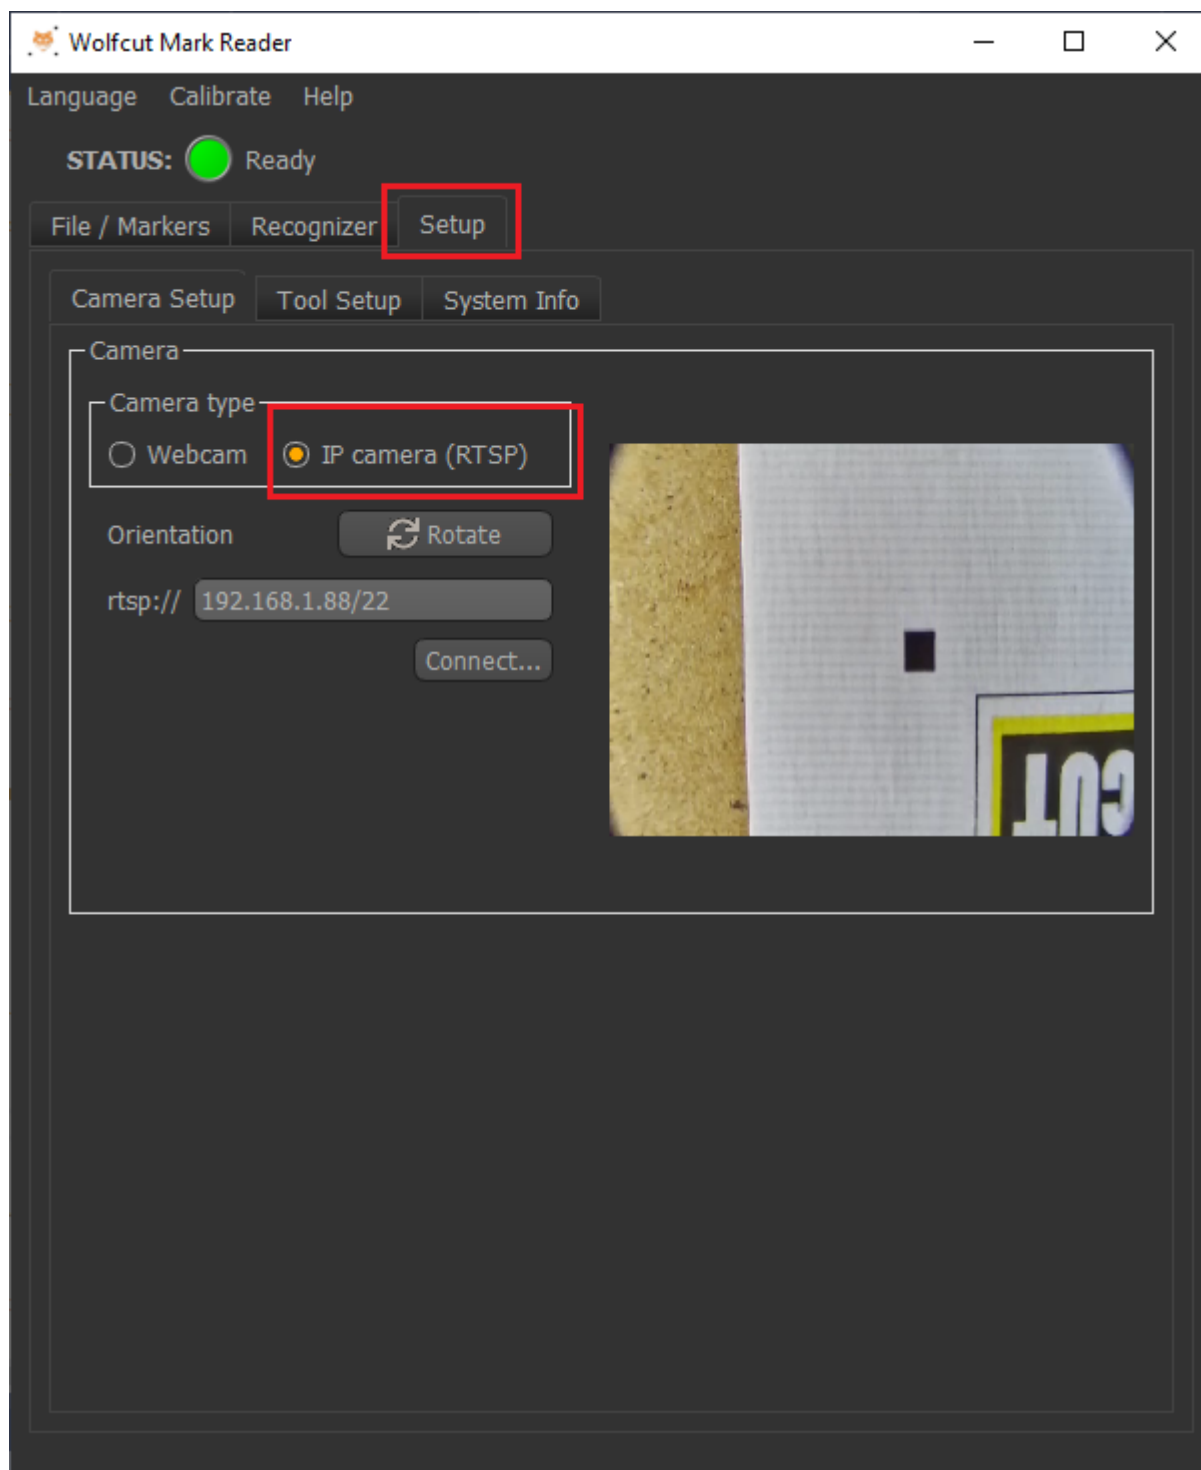 Wolfcut Mark Reader
Language Calibrate Help
STATUS: Ready
File / Markers Recognizer Setup
Camera Setup Tool Setup System Info
Camera
Camera type
Webcam IP camera (RTSP)
Orientation Rotate
rtsp:// 192.168.1.88/22
Connect...
CUT